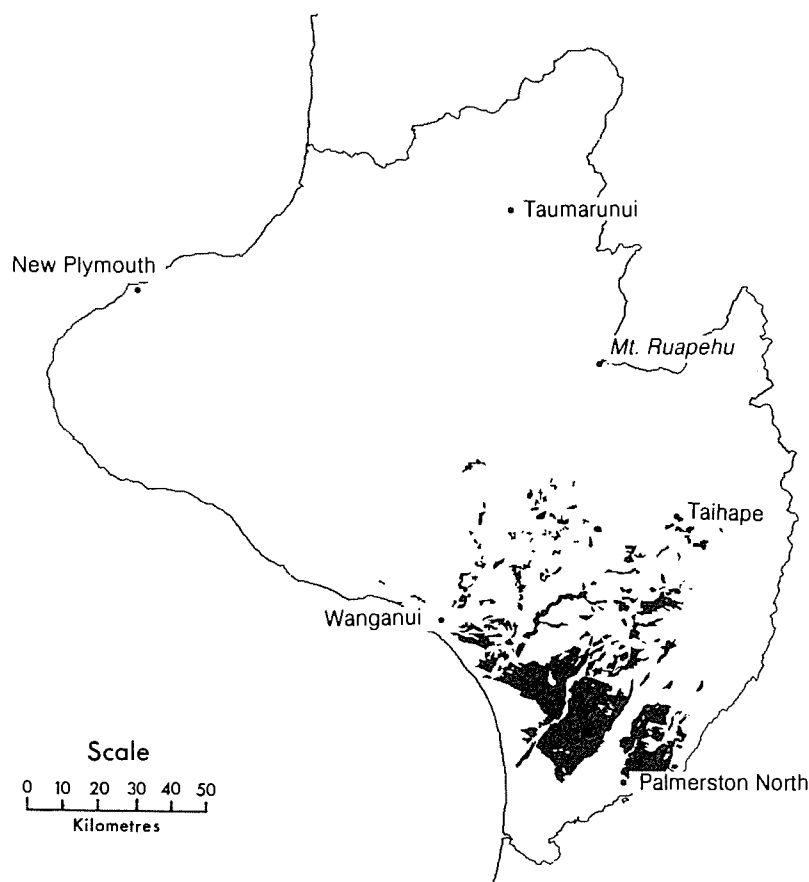 Taumarunui
New Plymouth
Mt. Ruapehu
Taihape
Wanganui
Scale
0 10 20 30 40 50
Kilometres
Palmerston North